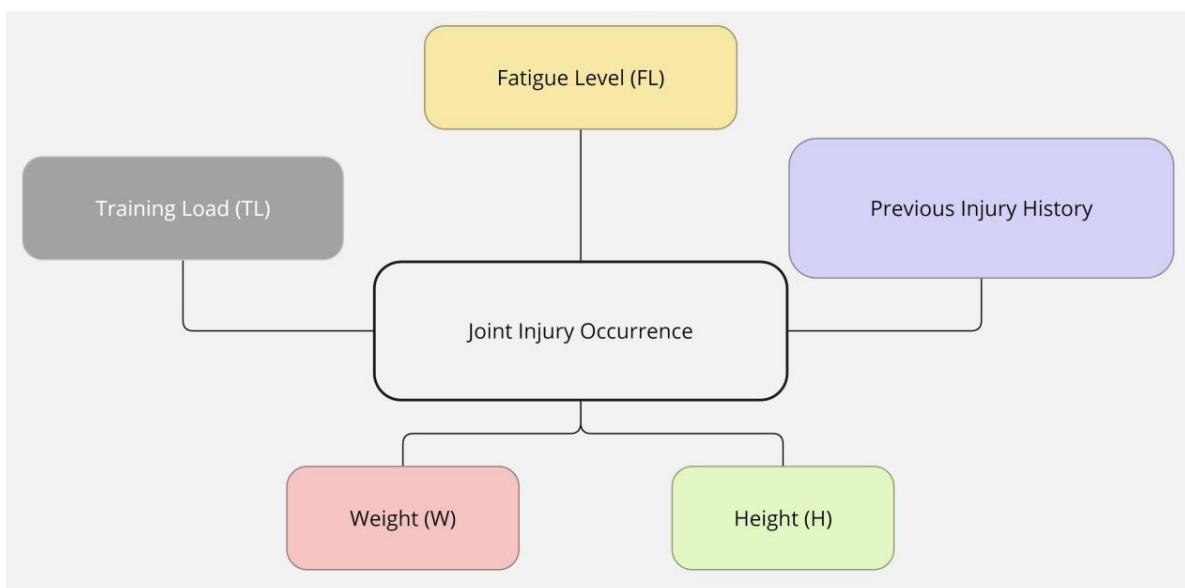 Fatigue Level (FL)
Training Load (TL)
Previous Injury History
Joint Injury Occurrence
Weight (W)
Height (H)